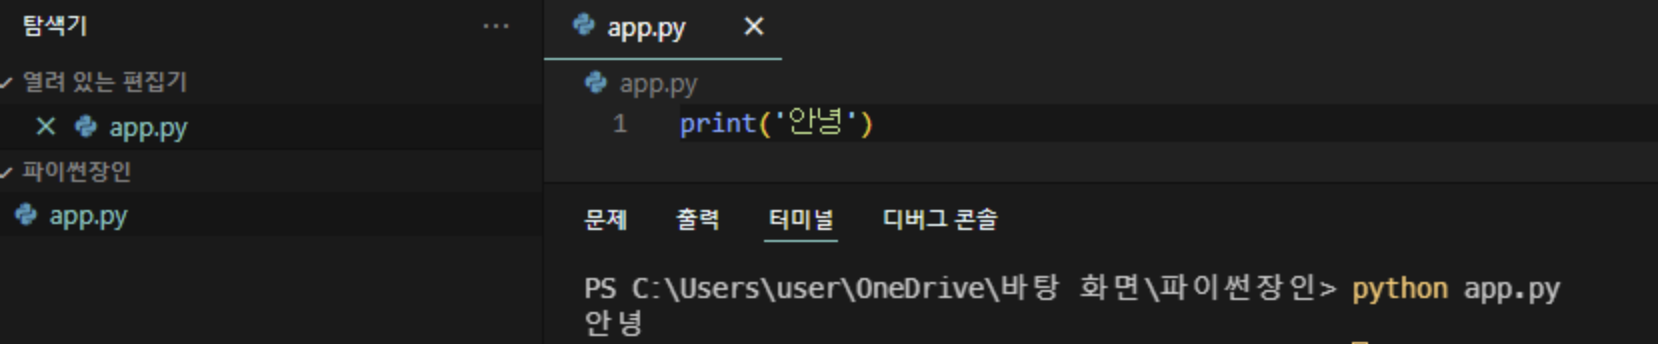 탐색기 ···
열려 있는 편집기
app.py
파이썬장인
app.py
app.py
app.py
1 print('안녕')
문제 출력 터미널 디버그 콘솔
PS C:\Users\user\OneDrive\바탕 화면\파이썬장인> python app.py
안녕